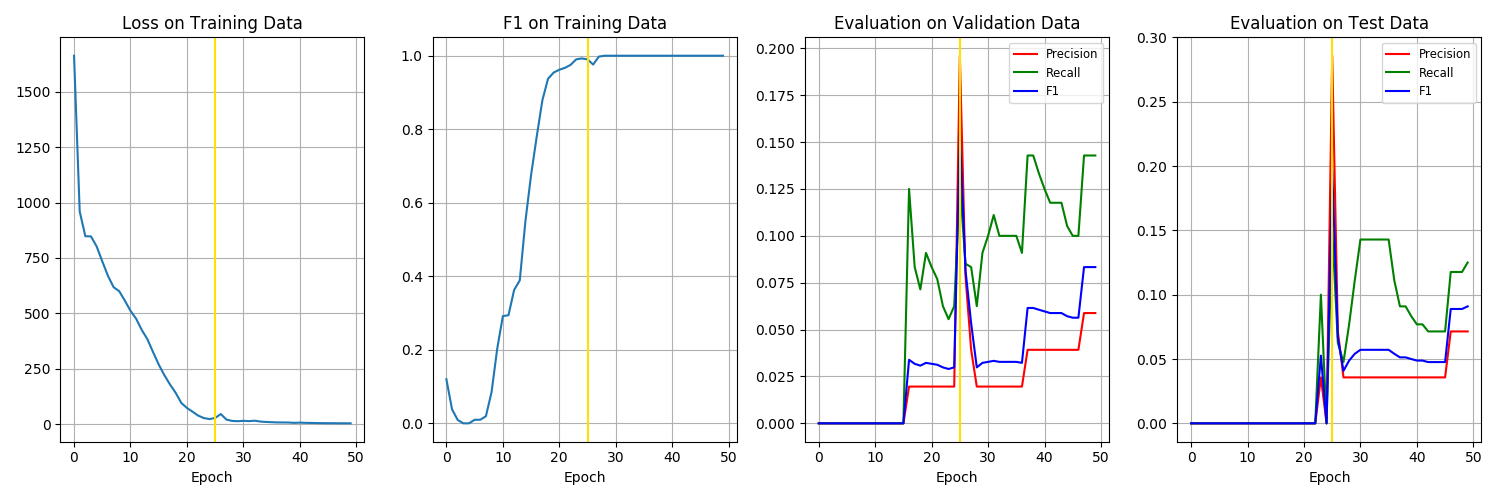 Loss on Training Data
1500
1250
1000
750
500
250
0
0 10 20 30 40 50
Epoch
F1 on Training Data
1.0
0.8
0.6
0.4
0.2
0.0
0 10 20 30 40 50
Epoch
Evaluation on Validation Data
0.200
0.175
0.150
0.125
0.100
0.075
0.050
0.025
0.000
Precision
Recall
F1
0 10 20 30 40 50
Epoch
Evaluation on Test Data
0.30
0.25
0.20
0.15
0.10
0.05
0.00
Precision
Recall
F1
0 10 20 30 40 50
Epoch